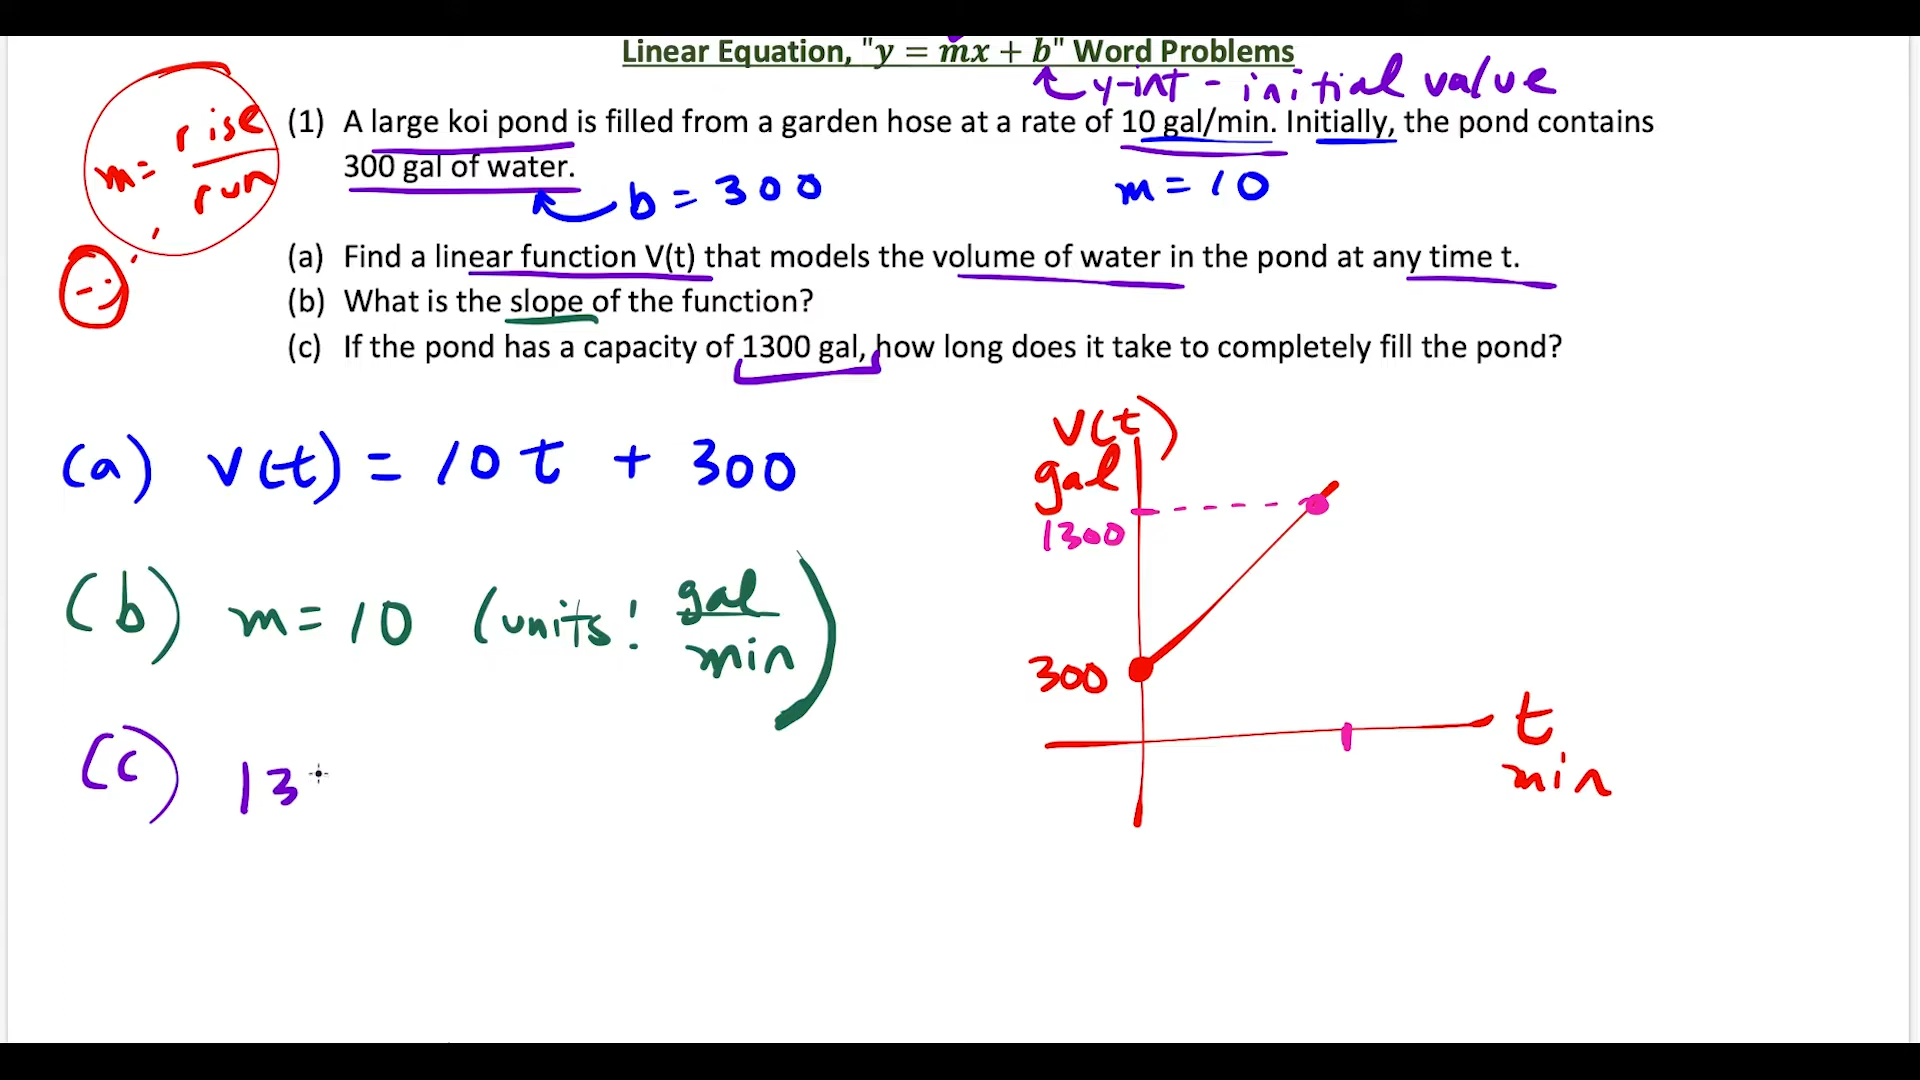 Linear Equation, "y = mx + b" Word Problems
y-int - initial value
m = rise / run
(1) A large koi pond is filled from a garden hose at a rate of 10 gal/min. Initially, the pond contains
300 gal of water.
b = 300
m = 10
(a) Find a linear function V(t) that models the volume of water in the pond at any time t.
(b) What is the slope of the function?
(c) If the pond has a capacity of 1300 gal, how long does it take to completely fill the pond?
(a) V(t) = 10t + 300
(b) m = 10 (units: gal / min)
(c) 13
V(t)
gal
1300
300
t
min